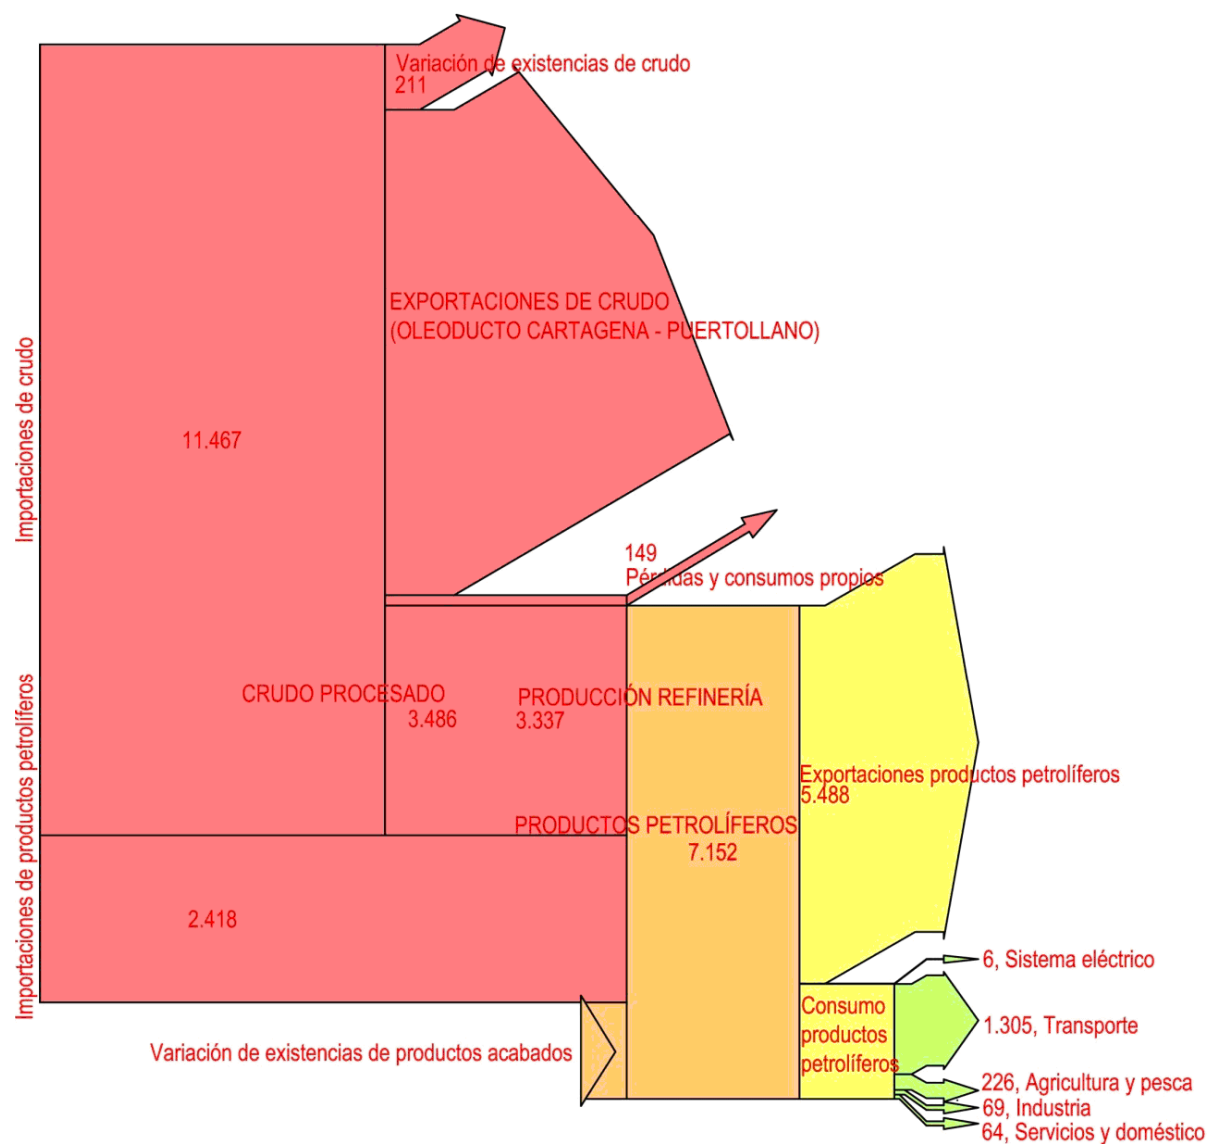 Variación de existencias de crudo
211
EXPORTACIONES DE CRUDO
(OLEODUCTO CARTAGENA - PUERTOLLANO)
Importaciones de crudo
11.467
149
Pérdidas y consumos propios
CRUDO PROCESADO
3.486
PRODUCCIÓN REFINERÍA
3.337
Exportaciones productos petrolíferos
5.488
PRODUCTOS PETROLÍFEROS
7.152
Importaciones de productos petrolíferos
2.418
6, Sistema eléctrico
Consumo
productos
petrolíferos
1.305, Transporte
Variación de existencias de productos acabados
226, Agricultura y pesca
69, Industria
64, Servicios y doméstico